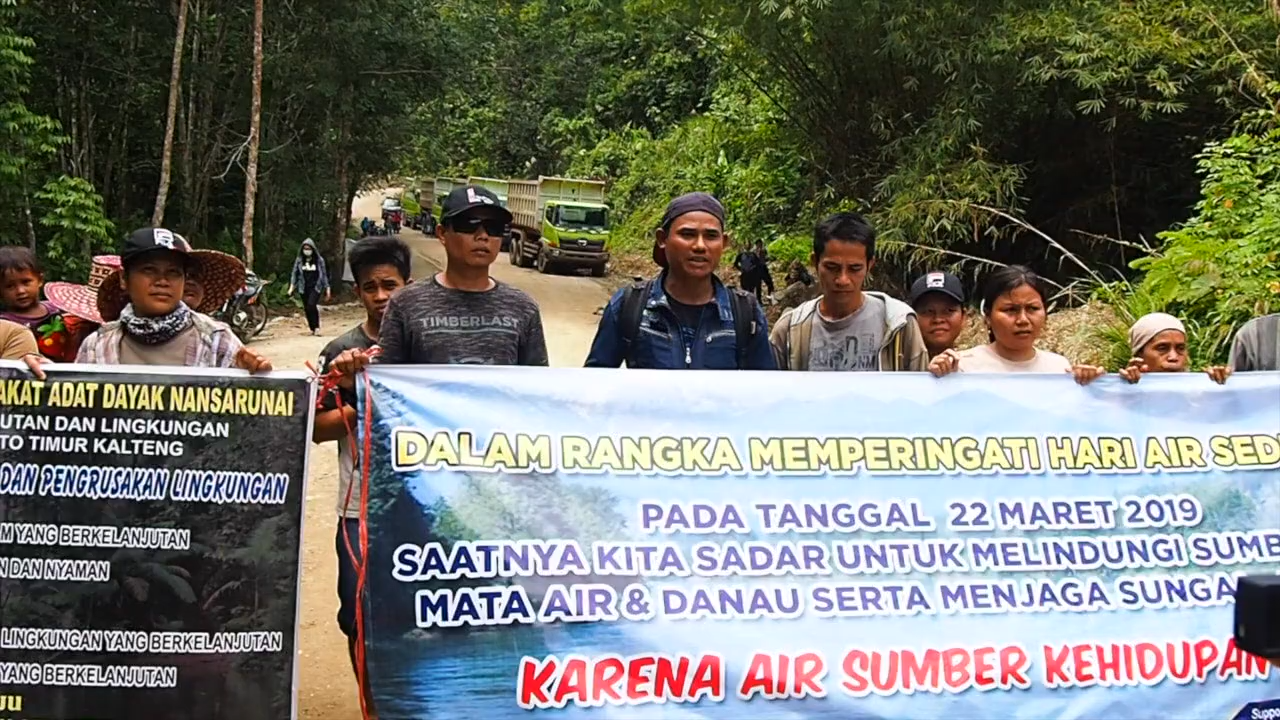 AKAT ADAT DAYAK NANSARUNAI
UTAN DAN LINGKUNGAN
TO TIMUR KALTENG
DAN PENGRUSAKAN LINGKUNGAN
M YANG BERKELANJUTAN
N DAN NYAMAN
LINGKUNGAN YANG BERKELANJUTAN
YANG BERKELANJUTAN
JU
TIMBERLAST
DALAM RANGKA MEMPERINGATI HARI AIR SED
PADA TANGGAL 22 MARET 2019
SAATNYA KITA SADAR UNTUK MELINDUNGI SUMB
MATA AIR & DANAU SERTA MENJAGA SUNGA
KARENA AIR SUMBER KEHIDUPAN
Suppo